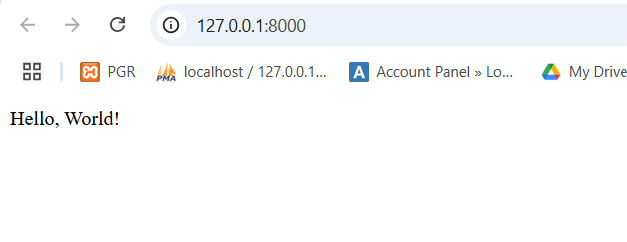 127.0.0.1:8000
PGR PMA localhost / 127.0.0.1... A Account Panel » Lo... My Drive
Hello, World!